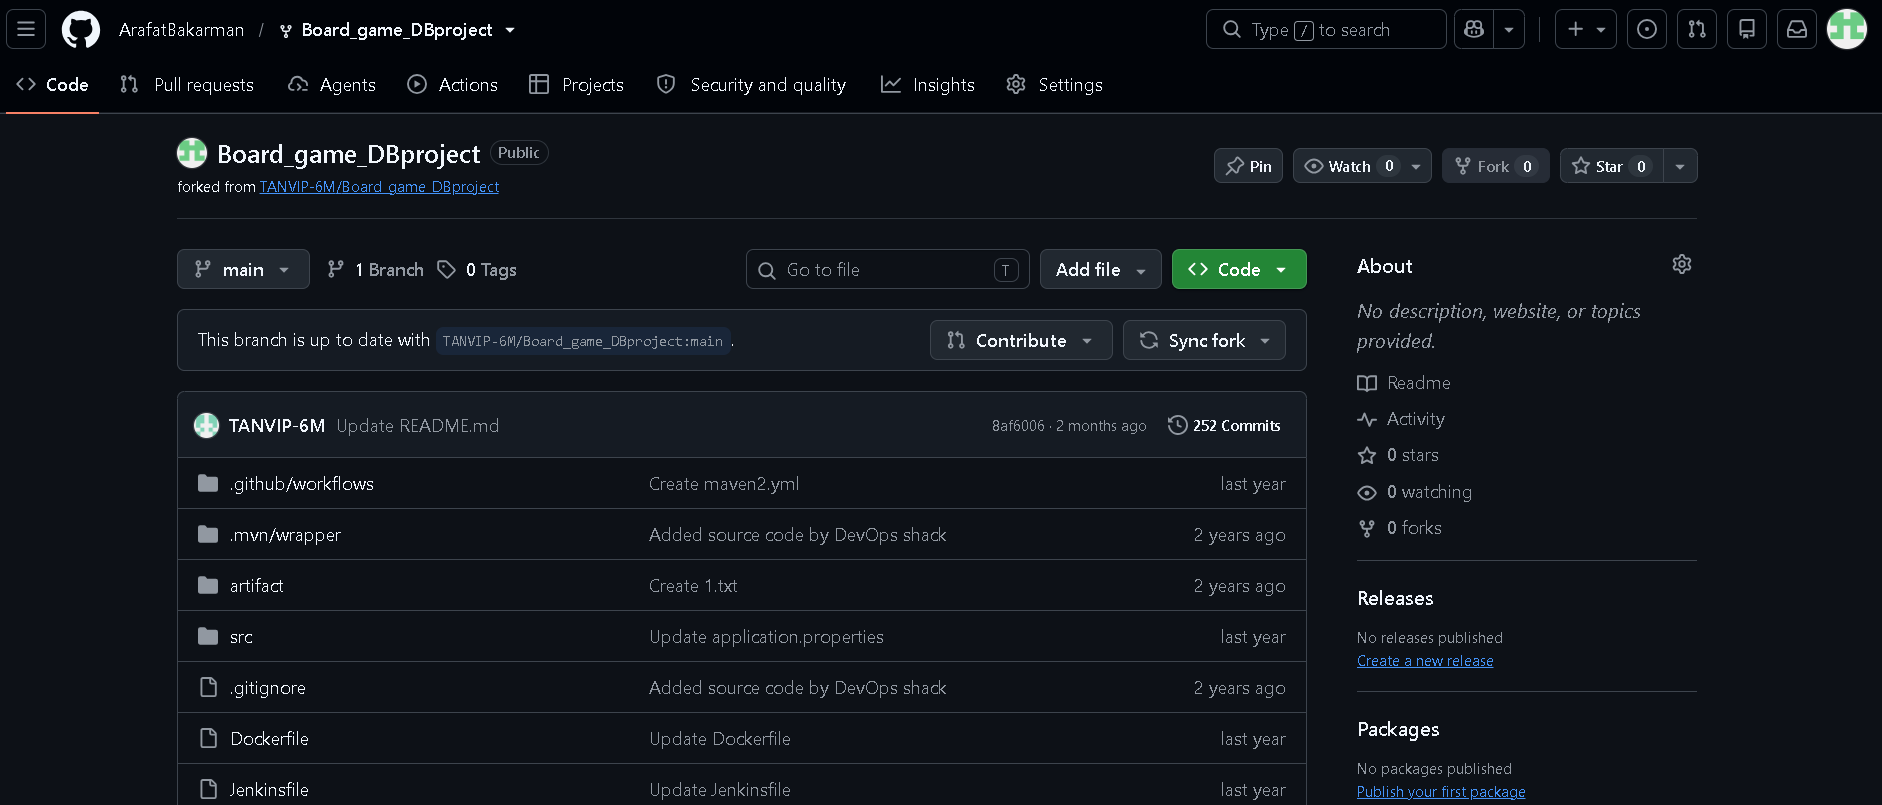 ArafatBakarman / Board_game_DBproject
Type / to search
Code Pull requests Agents Actions Projects Security and quality Insights Settings
Board_game_DBproject Public
forked from TANVIP-6M/Board_game_DBproject
Pin Watch 0 Fork 0 Star 0
main 1 Branch 0 Tags
Go to file T Add file Code
This branch is up to date with TANVIP-6M/Board_game_DBproject:main.
Contribute Sync fork
TANVIP-6M Update README.md 8af6006 · 2 months ago 252 Commits
.github/workflows Create maven2.yml last year
.mvn/wrapper Added source code by DevOps shack 2 years ago
artifact Create 1.txt 2 years ago
src Update application.properties last year
.gitignore Added source code by DevOps shack 2 years ago
Dockerfile Update Dockerfile last year
Jenkinsfile Update Jenkinsfile last year
About
No description, website, or topics
provided.
Readme
Activity
0 stars
0 watching
0 forks
Releases
No releases published
Create a new release
Packages
No packages published
Publish your first package